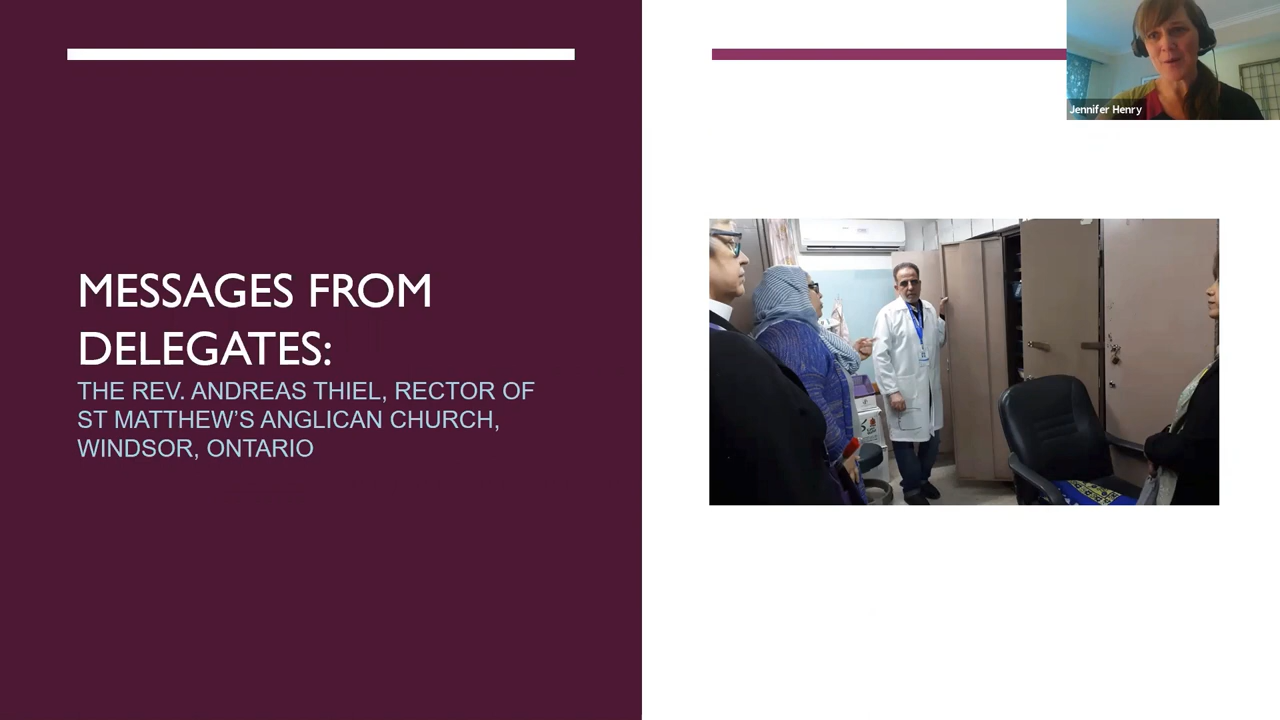 MESSAGES FROM
DELEGATES:
THE REV. ANDREAS THIEL, RECTOR OF
ST MATTHEW'S ANGLICAN CHURCH,
WINDSOR, ONTARIO
Jennifer Henry